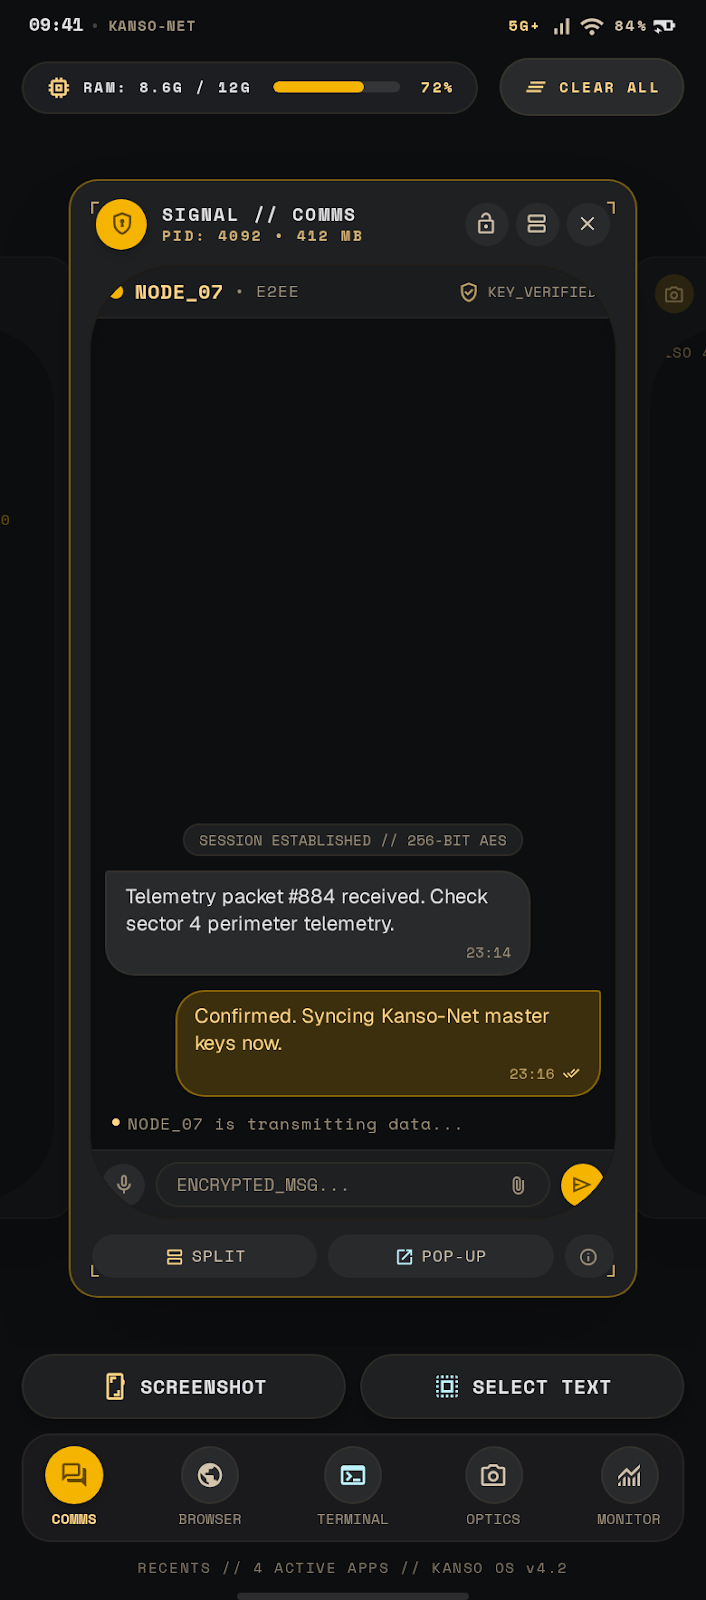 09:41 • KANSO-NET 5G+ 84%
RAM: 8.6G / 12G 72% CLEAR ALL
SIGNAL // COMMS
PID: 4092 • 412 MB
NODE_07 • E2EE KEY_VERIFIED
SESSION ESTABLISHED // 256-BIT AES
Telemetry packet #884 received. Check
sector 4 perimeter telemetry.
23:14
Confirmed. Syncing Kanso-Net master
keys now.
23:16
NODE_07 is transmitting data...
ENCRYPTED_MSG...
SPLIT POP-UP
SCREENSHOT SELECT TEXT
COMMS BROWSER TERMINAL OPTICS MONITOR
RECENTS // 4 ACTIVE APPS // KANSO OS v4.2